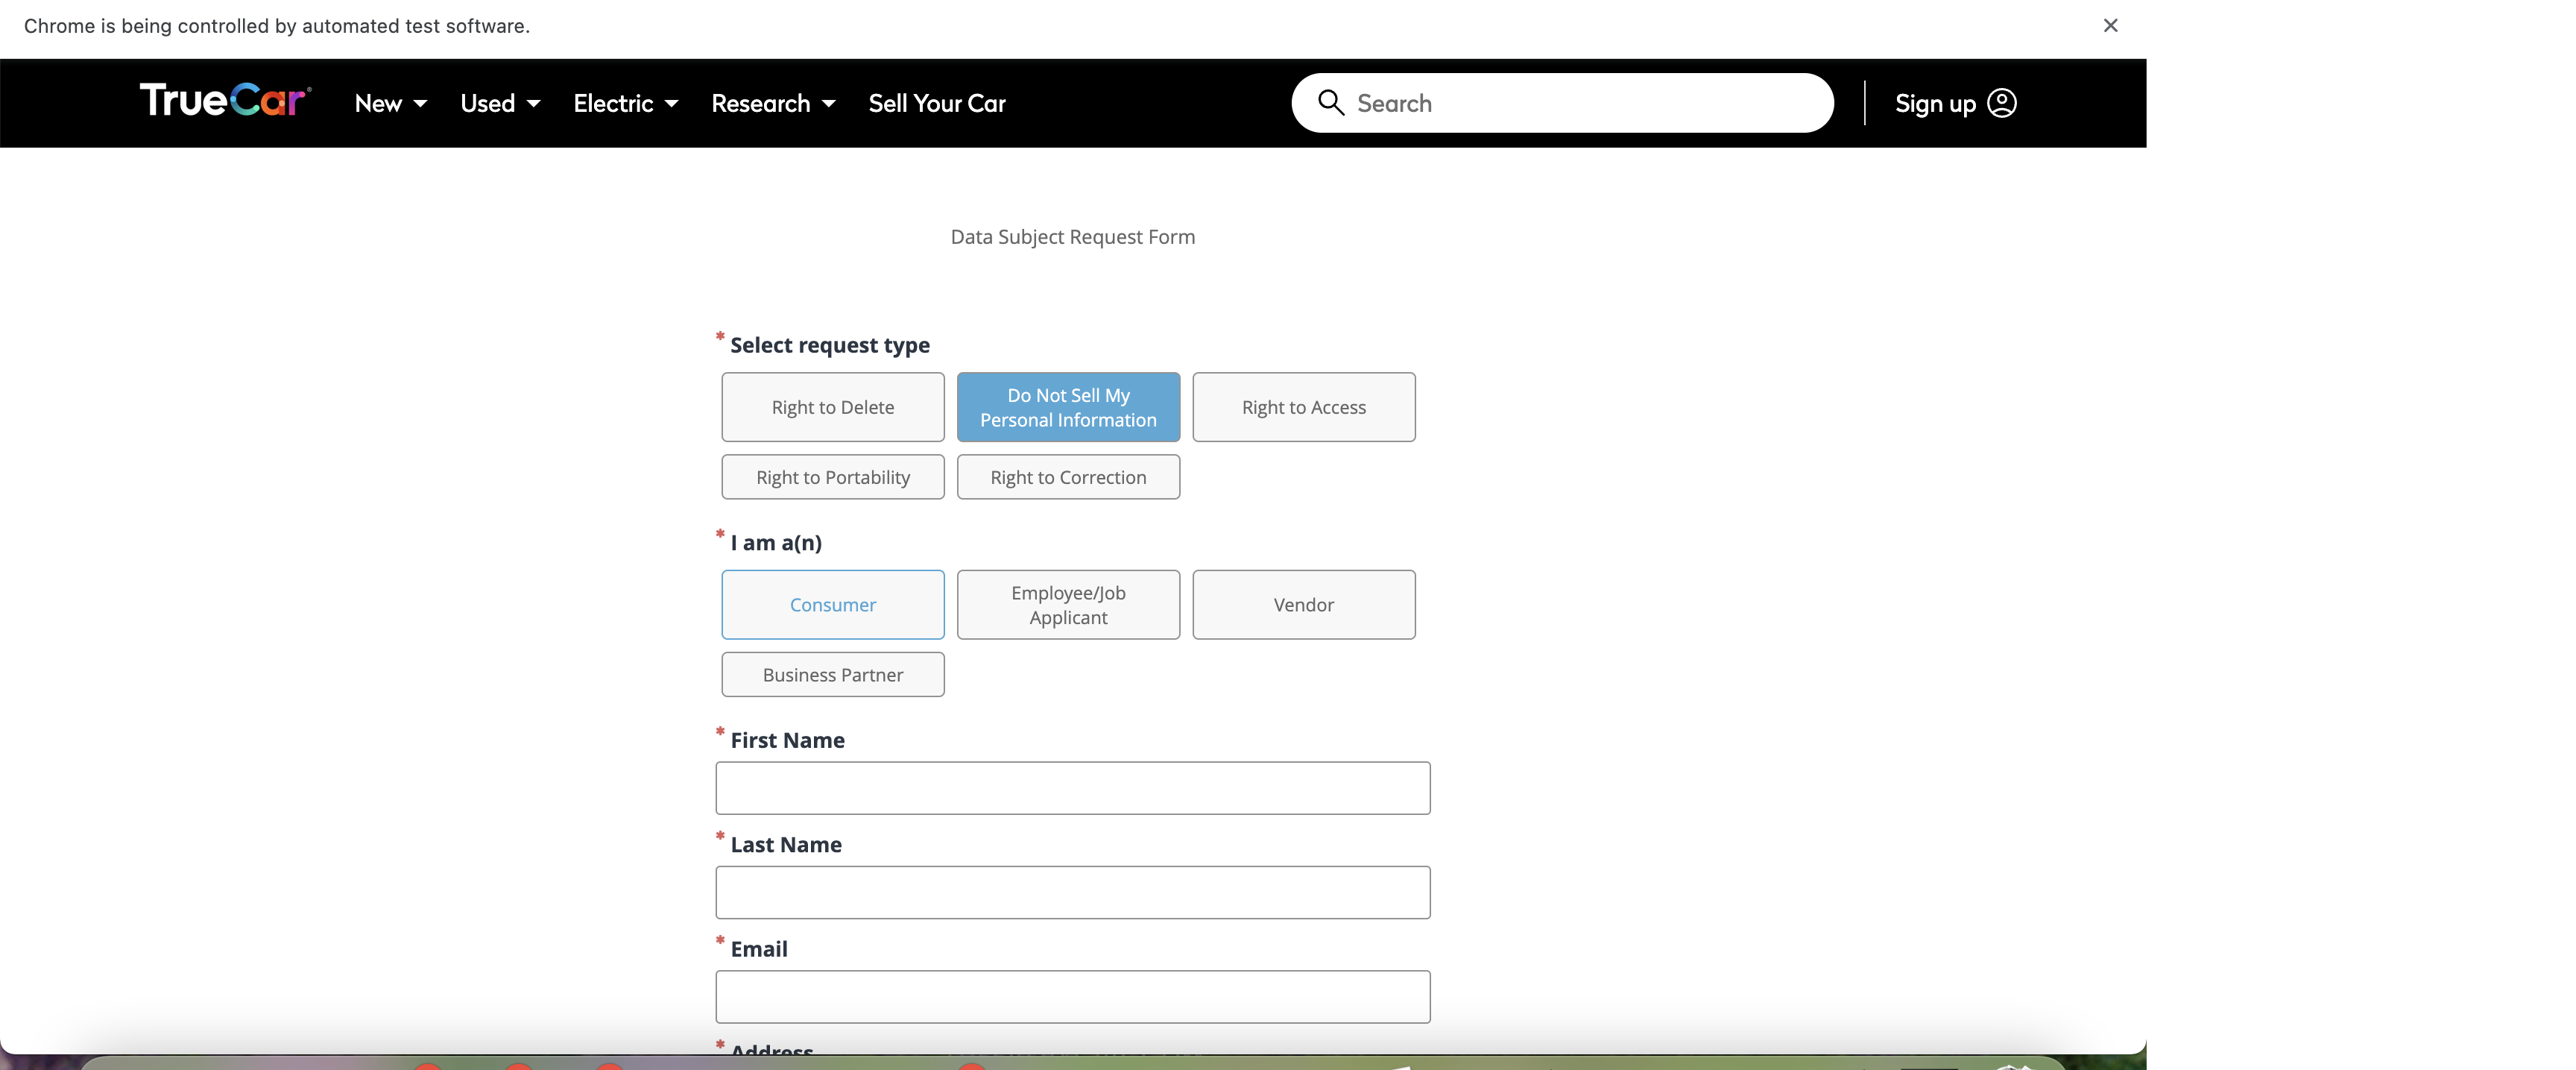 Chrome is being controlled by automated test software.
TrueCar New Used Electric Research Sell Your Car Search Sign up
Data Subject Request Form
* Select request type
Right to Delete
Do Not Sell My
Personal Information
Right to Access
Right to Portability
Right to Correction
* I am a(n)
Consumer
Employee/Job
Applicant
Vendor
Business Partner
* First Name
* Last Name
* Email
* Address